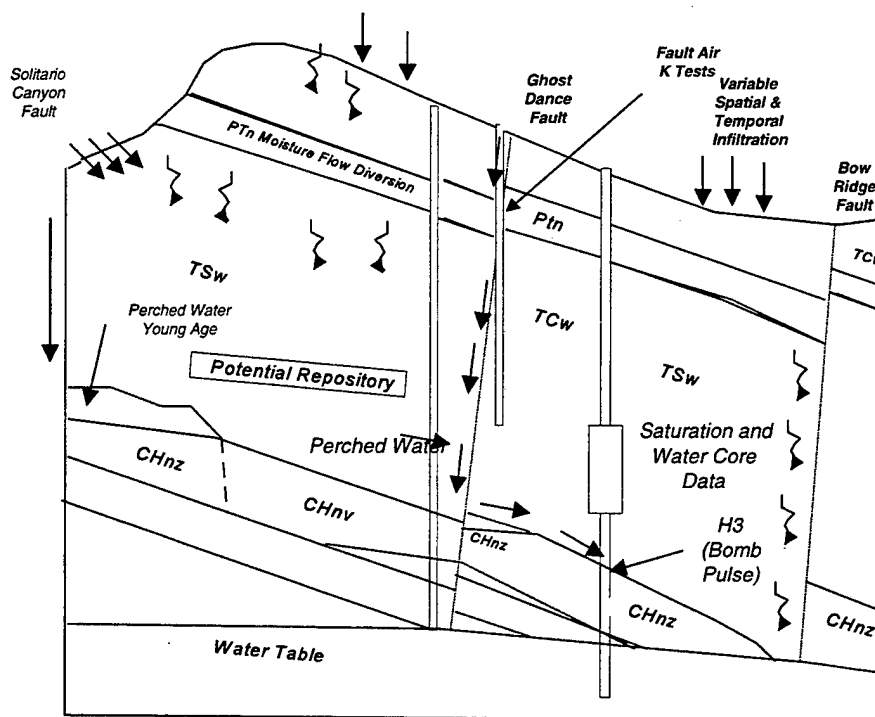 Solitario
Canyon
Fault
Ghost
Dance
Fault
Fault Air
K Tests
Variable
Spatial &
Temporal
Infiltration
Bow
Ridge
Fault
PTn Moisture Flow Diversion
Ptn
TSw
TCw
TSw
Perched Water
Young Age
Potential Repository
Perched Water
Saturation and
Water Core
Data
CHnz
CHnv
CHnz
H3
(Bomb
Pulse)
CHnz
CHnz
Water Table